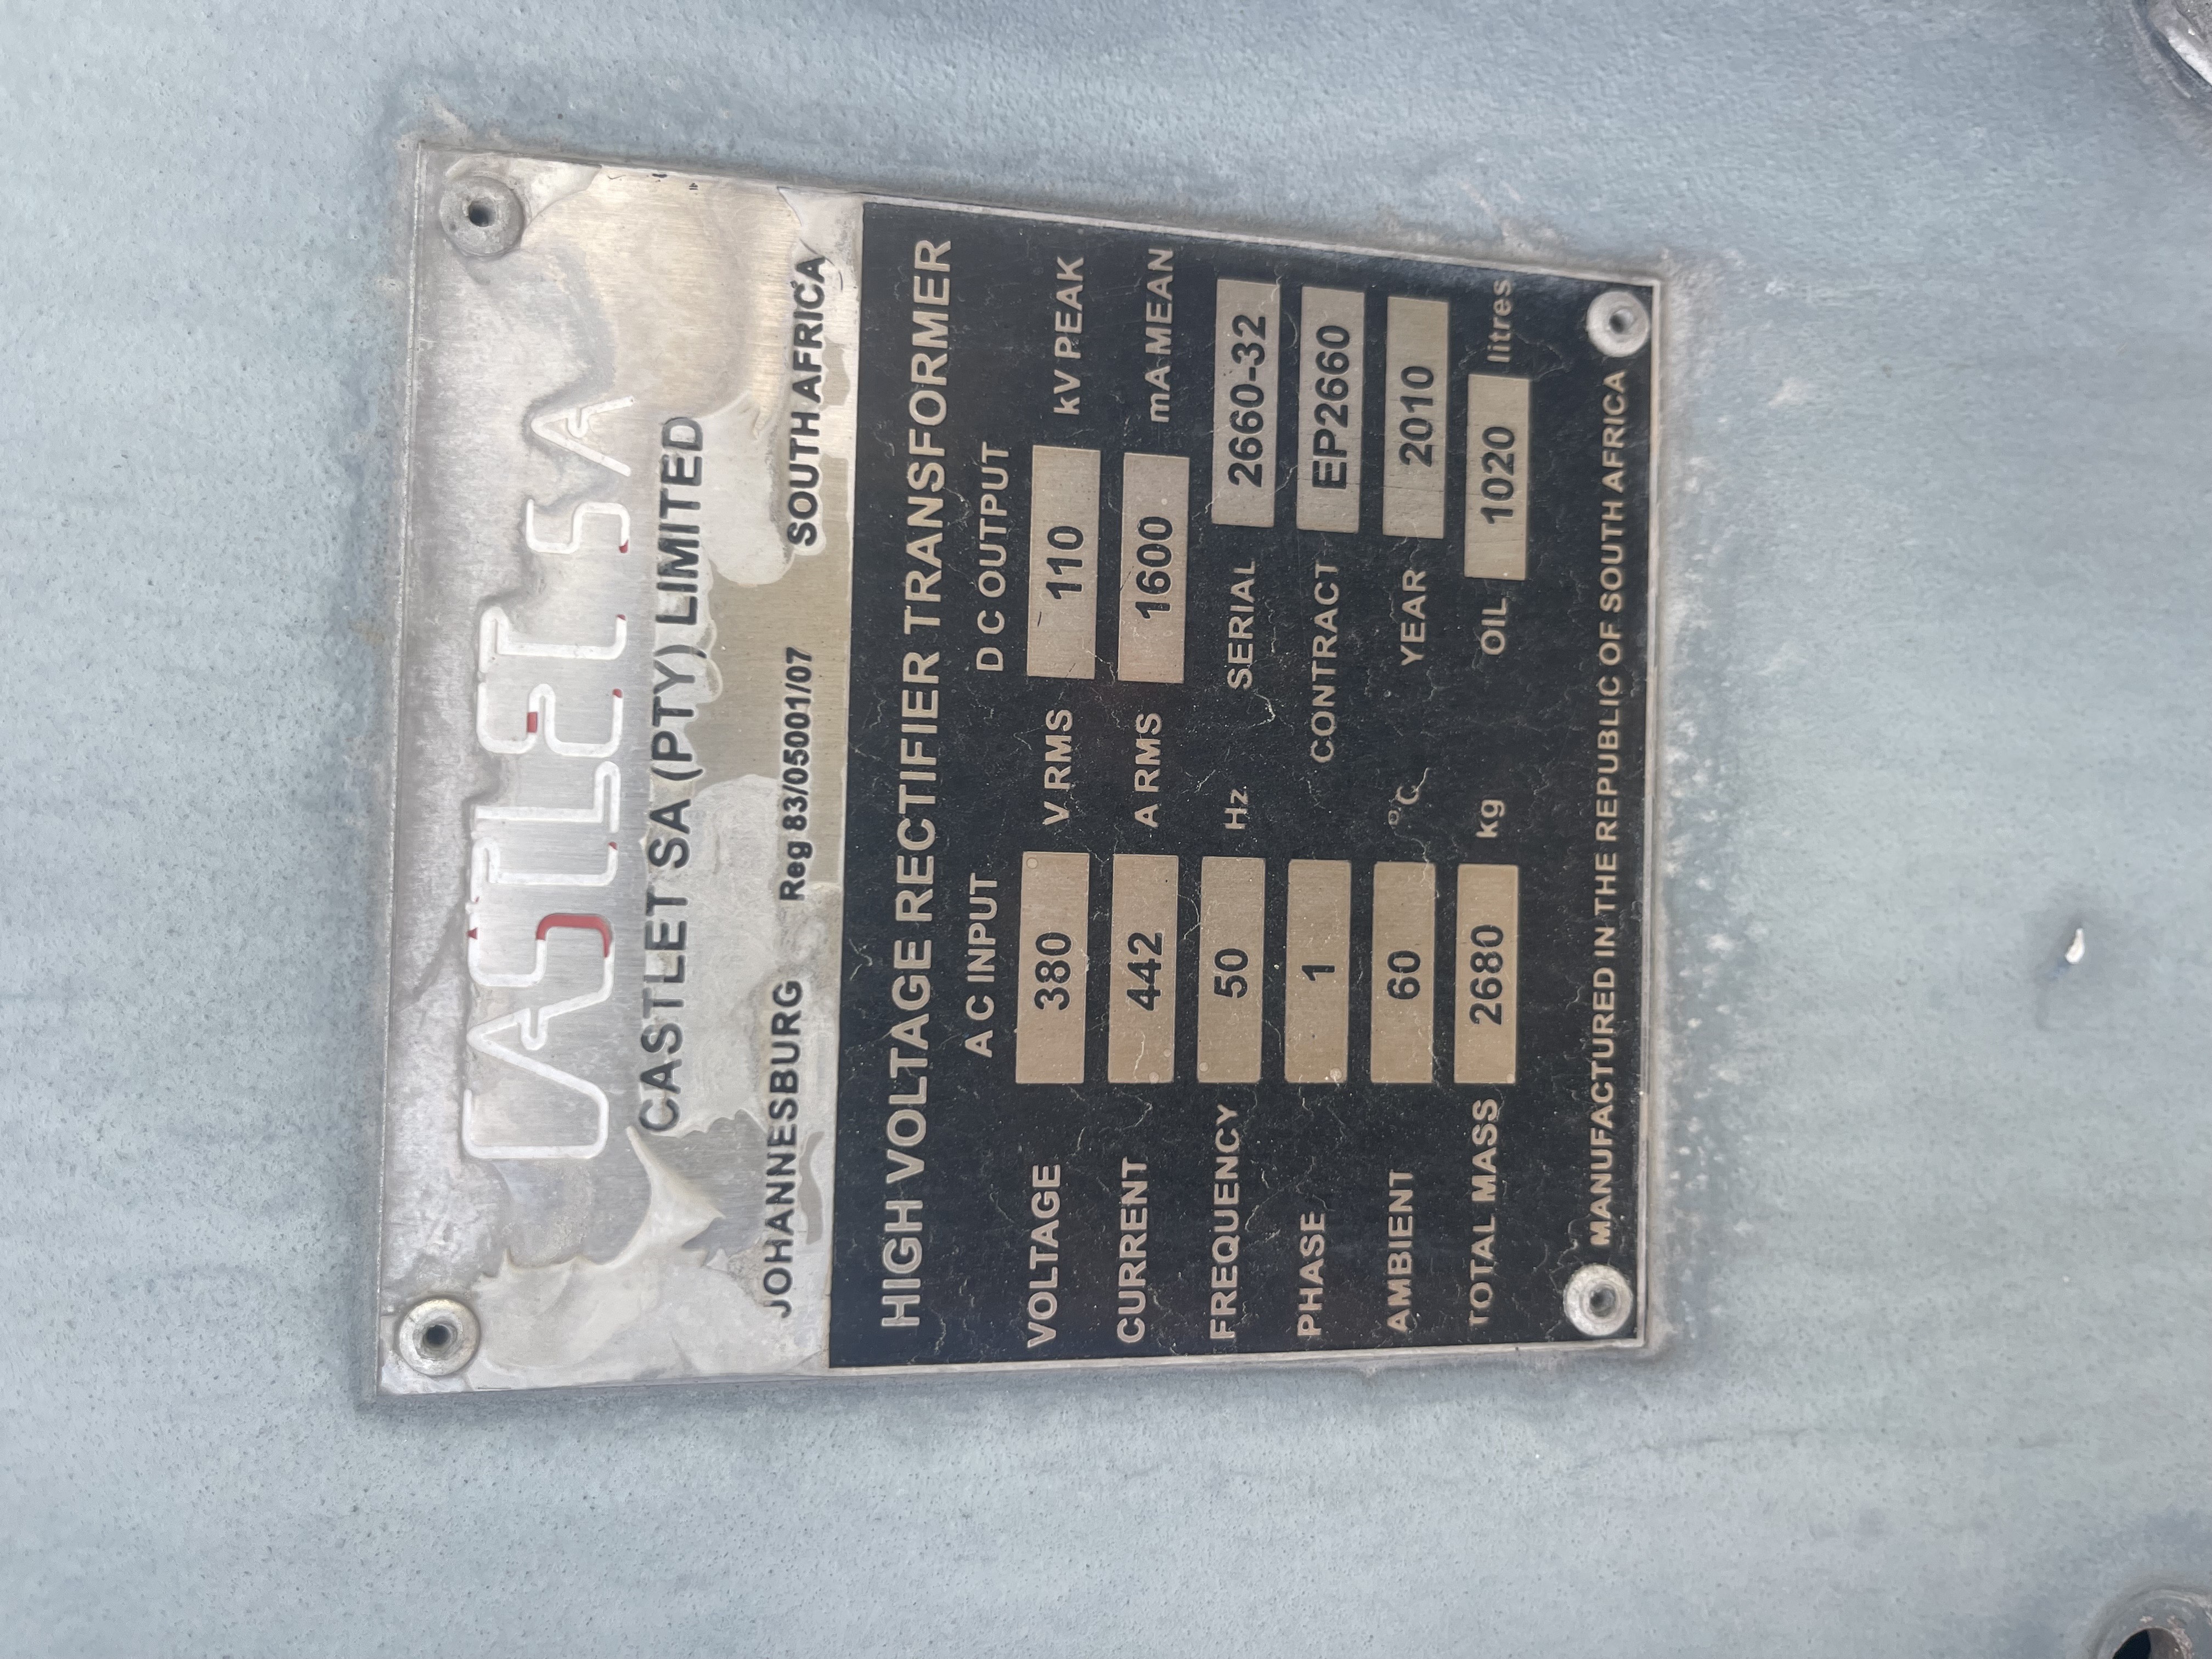 CASTLET SA
CASTLET SA (PTY) LIMITED
JOHANNESBURG Reg 83/05001/07 SOUTH AFRICA
HIGH VOLTAGE RECTIFIER TRANSFORMER
A C INPUT D C OUTPUT
VOLTAGE 380 V RMS 110 kV PEAK
CURRENT 442 A RMS 1600 mA MEAN
FREQUENCY 50 Hz SERIAL 2660-32
PHASE 1 CONTRACT EP2660
AMBIENT 60 °C YEAR 2010
TOTAL MASS 2680 kg OIL 1020 litres
MANUFACTURED IN THE REPUBLIC OF SOUTH AFRICA